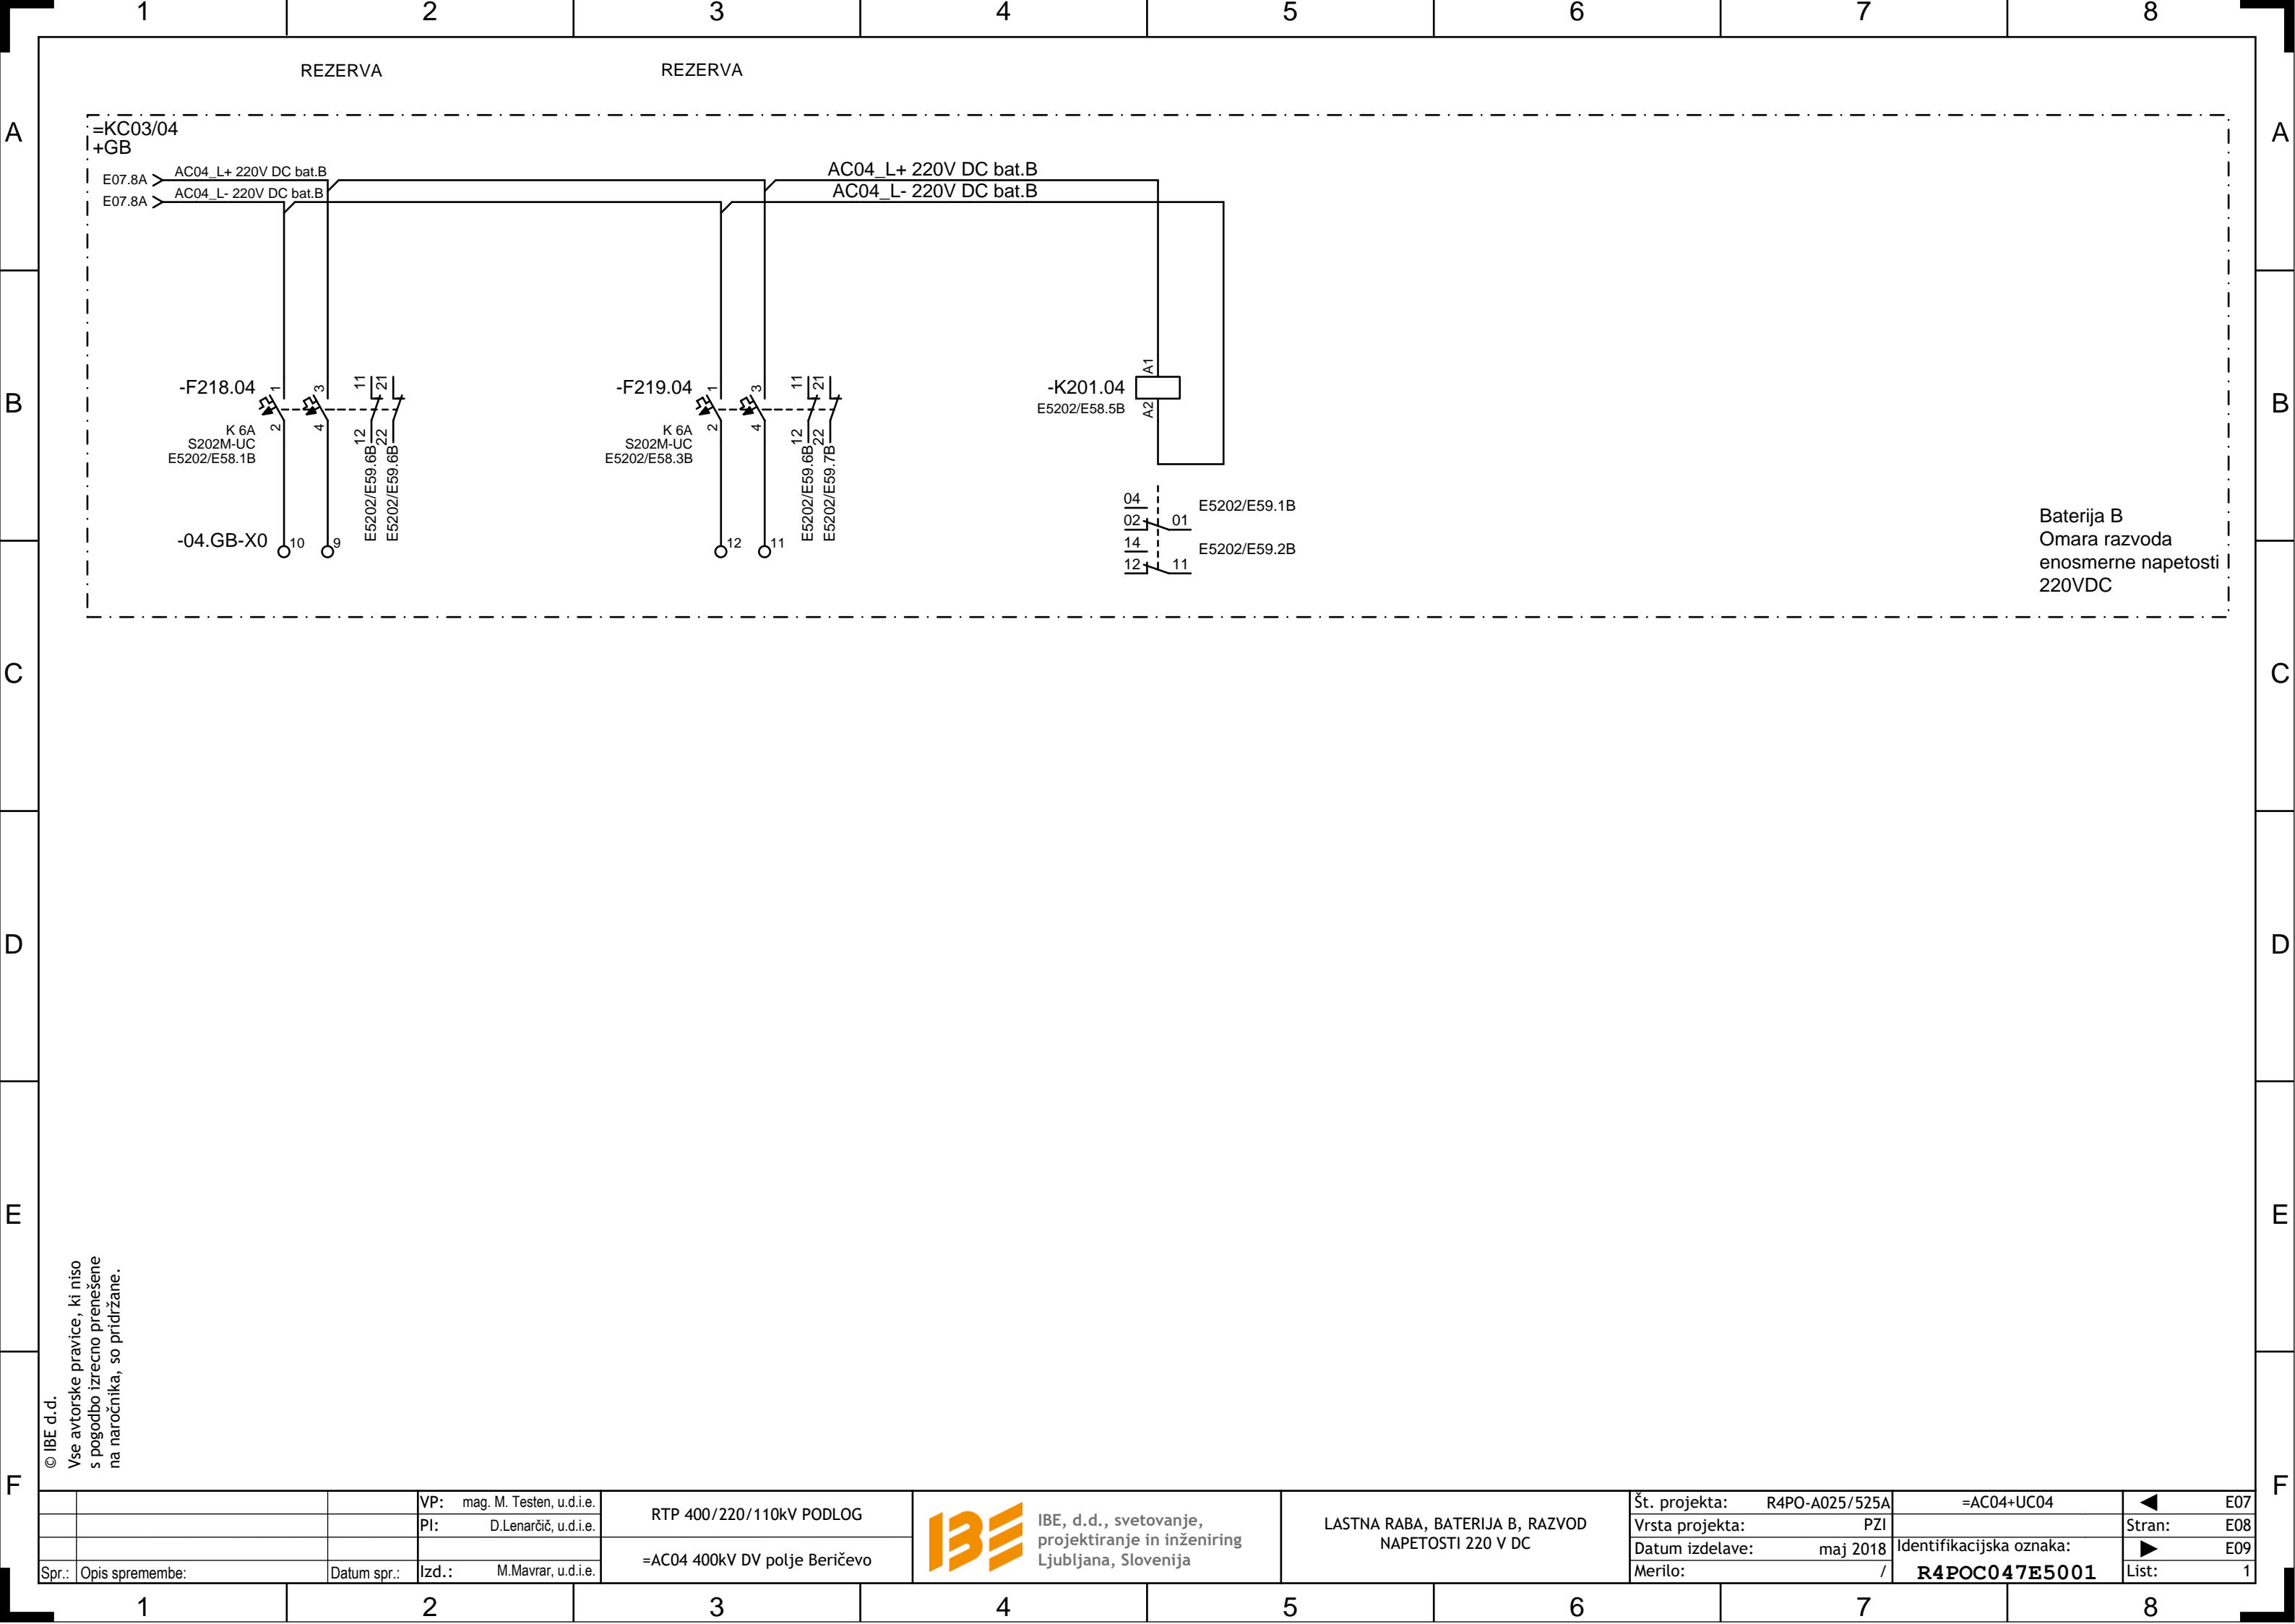 1 2 3 4 5 6 7 8
REZERVA REZERVA
A A
=KC03/04
+GB
E07.8A AC04_L+ 220V DC bat.B AC04_L+ 220V DC bat.B
E07.8A AC04_L- 220V DC bat.B AC04_L- 220V DC bat.B
B B
-F218.04 1 3 11 21
2 4 12 22
K 6A
S202M-UC
E5202/E58.1B
E5202/E59.6B
E5202/E59.6B
-F219.04 1 3 11 21
2 4 12 22
K 6A
S202M-UC
E5202/E58.3B
E5202/E59.6B
E5202/E59.7B
-K201.04 A1
E5202/E58.5B A2
04 E5202/E59.1B
02 01
14 E5202/E59.2B
12 11
-04.GB-X0 10 9 12 11
Baterija B
Omara razvoda
enosmerne napetosti
220VDC
C C
D D
E E
F F
© IBE d.d.
Vse avtorske pravice, ki niso
s pogodbo izrecno prenešene
na naročnika, so pridržane.
Spr.: Opis spremembe: Datum spr.:
VP: mag. M. Testen, u.d.i.e.
PI: D.Lenarčič, u.d.i.e.
Izd.: M.Mavrar, u.d.i.e.
RTP 400/220/110kV PODLOG
=AC04 400kV DV polje Beričevo
IBE
IBE, d.d., svetovanje,
projektiranje in inženiring
Ljubljana, Slovenija
LASTNA RABA, BATERIJA B, RAZVOD
NAPETOSTI 220 V DC
Št. projekta: R4PO-A025/525A
Vrsta projekta: PZI
Datum izdelave: maj 2018
Merilo: /
=AC04+UC04
Identifikacijska oznaka:
R4POC047E5001
E07
Stran: E08
E09
List: 1
1 2 3 4 5 6 7 8